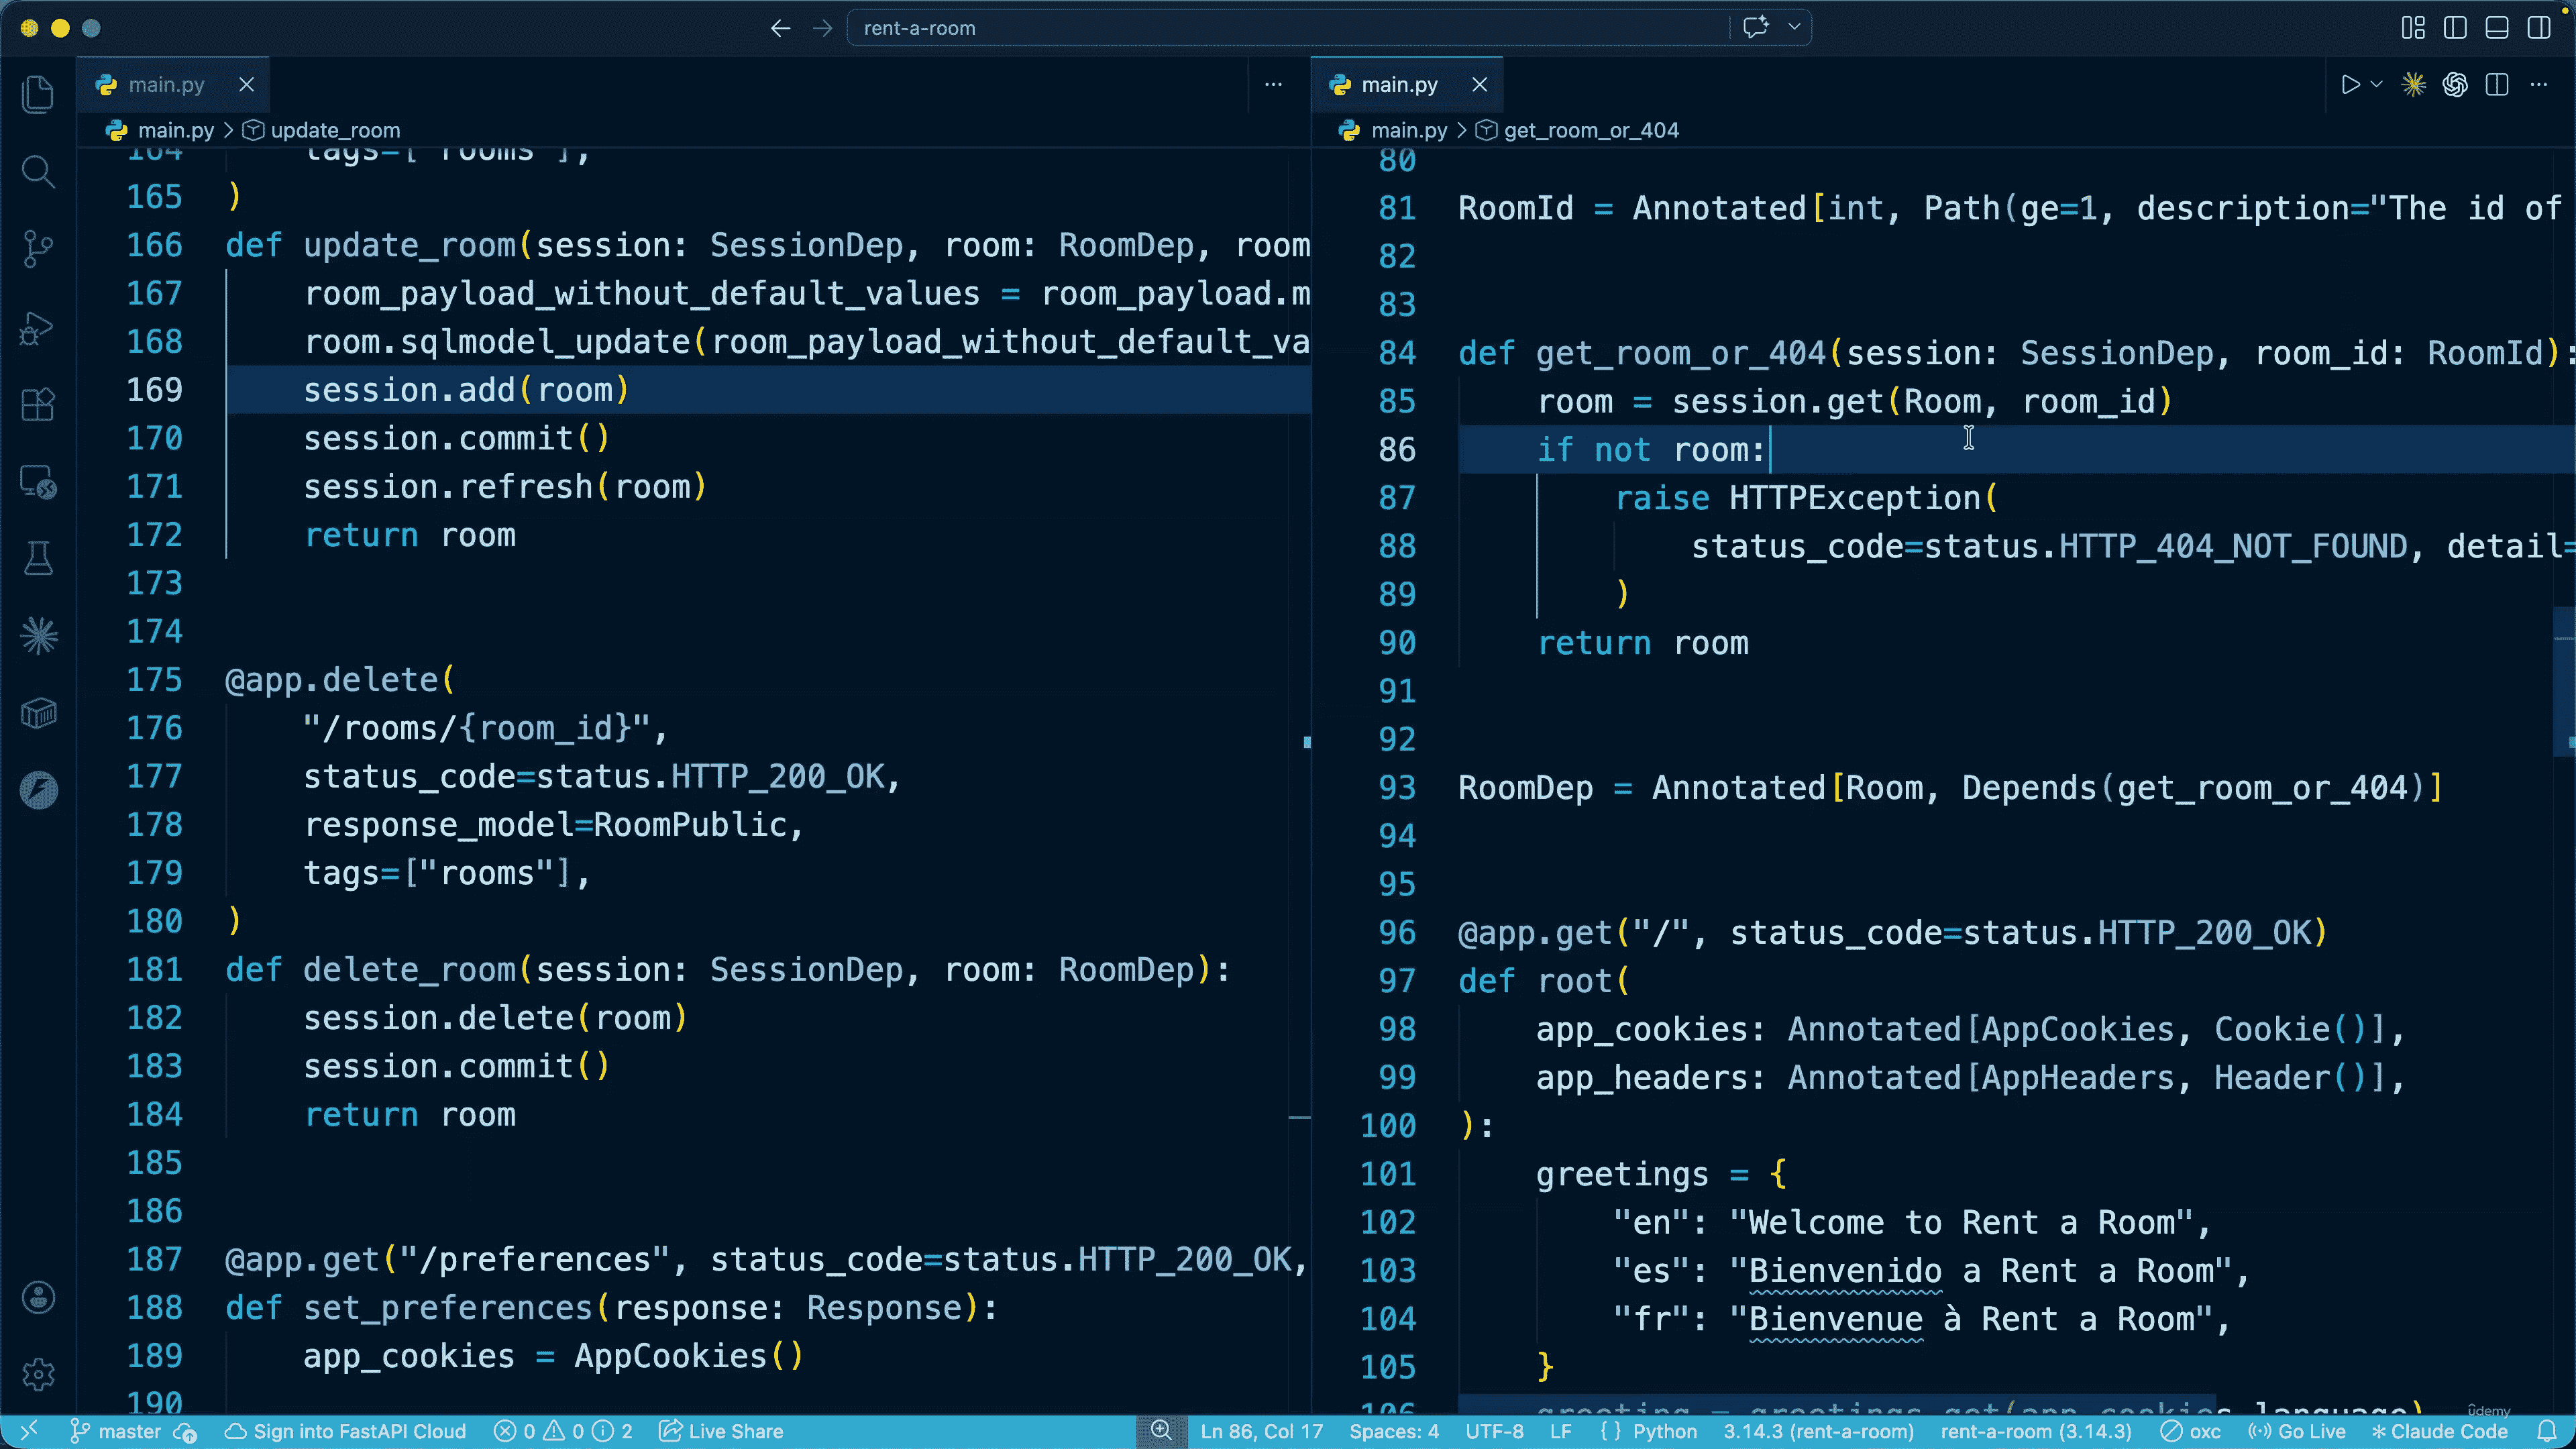 rent-a-room
main.py
main.py > update_room
164 tags=["rooms"],
165 )
166 def update_room(session: SessionDep, room: RoomDep, room
167 room_payload_without_default_values = room_payload.m
168 room.sqlmodel_update(room_payload_without_default_va
169 session.add(room)
170 session.commit()
171 session.refresh(room)
172 return room
173
174
175 @app.delete(
176 "/rooms/{room_id}",
177 status_code=status.HTTP_200_OK,
178 response_model=RoomPublic,
179 tags=["rooms"],
180 )
181 def delete_room(session: SessionDep, room: RoomDep):
182 session.delete(room)
183 session.commit()
184 return room
185
186
187 @app.get("/preferences", status_code=status.HTTP_200_OK,
188 def set_preferences(response: Response):
189 app_cookies = AppCookies()
190
main.py
main.py > get_room_or_404
80
81 RoomId = Annotated[int, Path(ge=1, description="The id of
82
83
84 def get_room_or_404(session: SessionDep, room_id: RoomId):
85 room = session.get(Room, room_id)
86 if not room:
87 raise HTTPException(
88 status_code=status.HTTP_404_NOT_FOUND, detail=
89 )
90 return room
91
92
93 RoomDep = Annotated[Room, Depends(get_room_or_404)]
94
95
96 @app.get("/", status_code=status.HTTP_200_OK)
97 def root(
98 app_cookies: Annotated[AppCookies, Cookie()],
99 app_headers: Annotated[AppHeaders, Header()],
100 ):
101 greetings = {
102 "en": "Welcome to Rent a Room",
103 "es": "Bienvenido a Rent a Room",
104 "fr": "Bienvenue à Rent a Room",
105 }
106 greeting = greetings.get(app_cookies.language)
udemy
master Sign into FastAPI Cloud 0 0 2 Live Share Ln 86, Col 17 Spaces: 4 UTF-8 LF { } Python 3.14.3 (rent-a-room) rent-a-room (3.14.3) oxc Go Live Claude Code